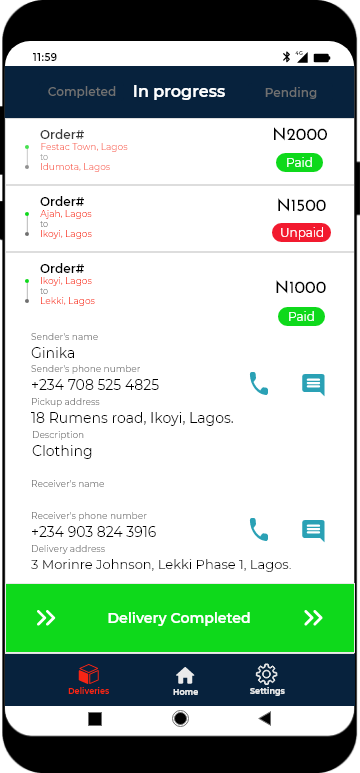 11:59
4G
Completed In progress Pending
Order# N2000
Festac Town, Lagos
to Paid
Idumota, Lagos
Order# N1500
Ajah, Lagos
to Unpaid
Ikoyi, Lagos
Order#
Ikoyi, Lagos N1000
to
Lekki, Lagos
Paid
Sender's name
Ginika
Sender's phone number
+234 708 525 4825
Pickup address
18 Rumens road, Ikoyi, Lagos.
Description
Clothing
Receiver's name
Receiver's phone number
+234 903 824 3916
Delivery address
3 Morinre Johnson, Lekki Phase 1, Lagos.
Delivery Completed
Deliveries Home Settings